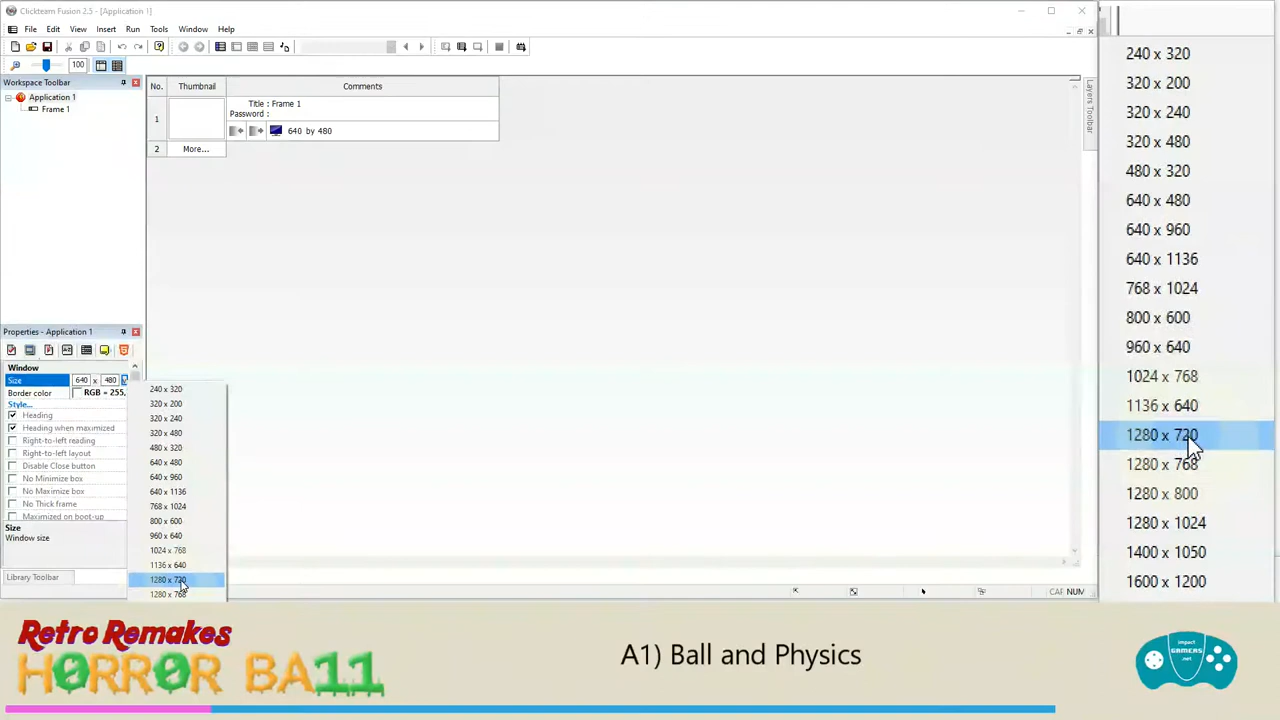 Clickteam Fusion 2.5 - [Application 1]
File Edit View Insert Run Tools Window Help
100
Workspace Toolbar
Application 1
Frame 1
No. Thumbnail Comments
1
Title : Frame 1
Password :
640 by 480
2 More...
Layers Toolbar
Properties - Application 1
Window
Size 640 x 480
Border color RGB = 255,
Style...
Heading
Heading when maximized
Right-to-left reading
Right-to-left layout
Disable Close button
No Minimize box
No Maximize box
No Thick frame
Maximized on boot-up
Size
Window size
Library Toolbar
240 x 320
320 x 200
320 x 240
320 x 480
480 x 320
640 x 480
640 x 960
640 x 1136
768 x 1024
800 x 600
960 x 640
1024 x 768
1136 x 640
1280 x 720
1280 x 768
240 x 320
320 x 200
320 x 240
320 x 480
480 x 320
640 x 480
640 x 960
640 x 1136
768 x 1024
800 x 600
960 x 640
1024 x 768
1136 x 640
1280 x 720
1280 x 768
1280 x 800
1280 x 1024
1400 x 1050
1600 x 1200
CAP NUM
Retro Remakes
HORROR BA11
A1) Ball and Physics
impact
GAMERS
.net